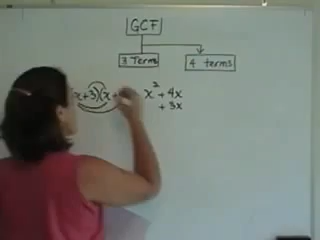 GCF
3 Terms
4 terms
x+3)(x+
x² + 4x
+ 3x